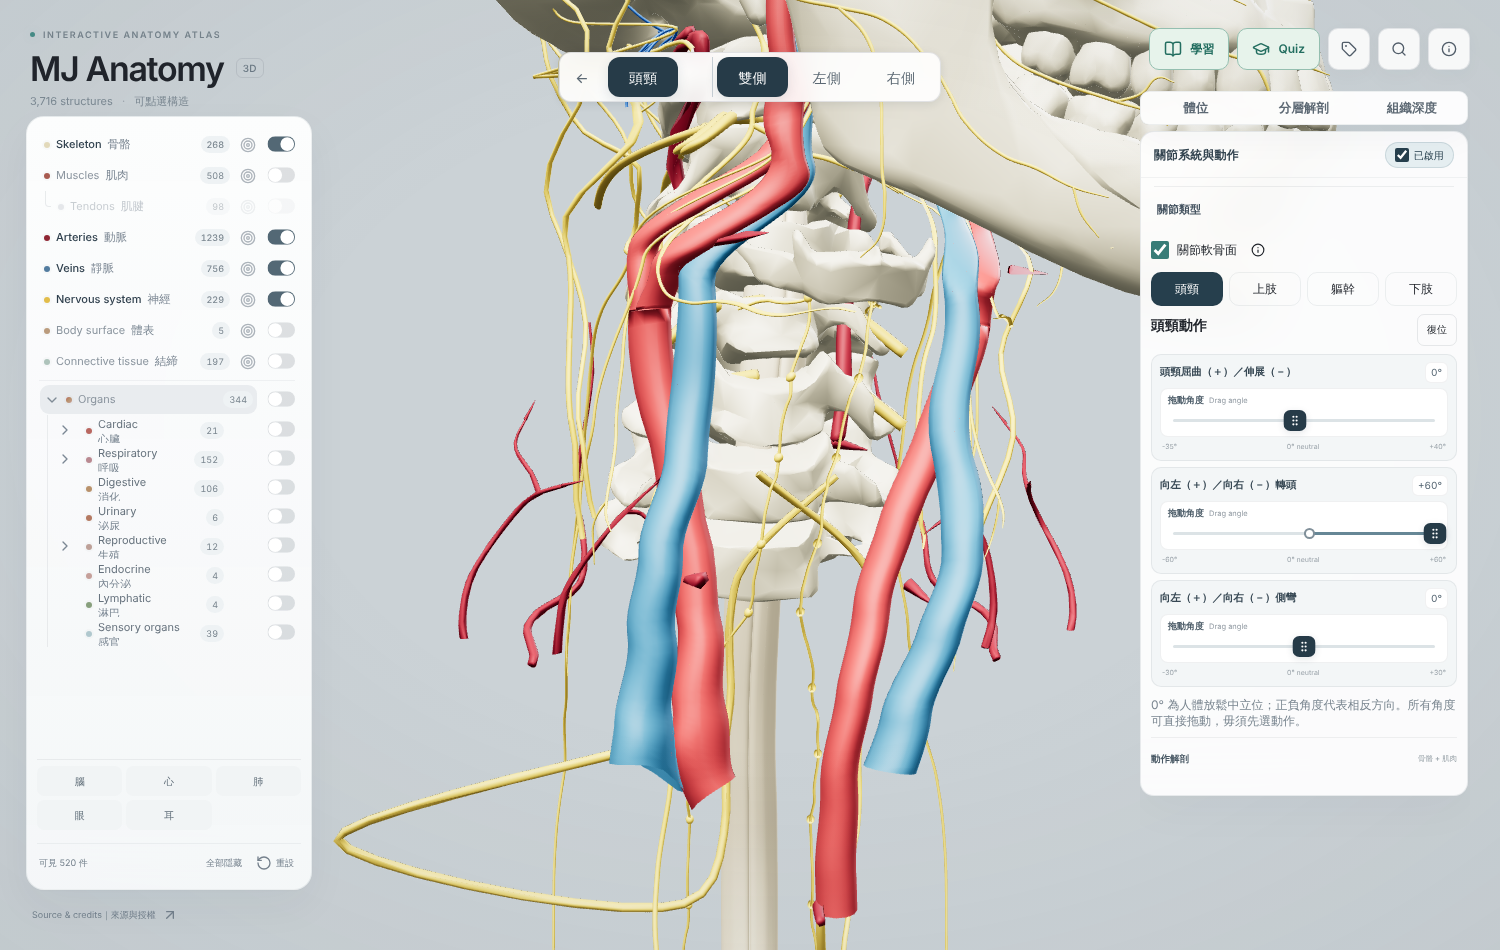 INTERACTIVE ANATOMY ATLAS
MJ Anatomy 3D
3,716 structures · 可點選構造
Skeleton 骨骼 268
Muscles 肌肉 508
Tendons 肌腱 98
Arteries 動脈 1239
Veins 靜脈 756
Nervous system 神經 229
Body surface 體表 5
Connective tissue 結締 197
Organs 344
Cardiac 21
心臟
Respiratory 152
呼吸
Digestive 106
消化
Urinary 6
泌尿
Reproductive 12
生殖
Endocrine 4
內分泌
Lymphatic 4
淋巴
Sensory organs 39
感官
腦 心 肺
眼 耳
可見 520 件 全部隱藏 重設
Source & credits | 來源與授權
頭頸 雙側 左側 右側
學習 Quiz
體位 分層解剖 組織深度
關節系統與動作 已啟用
關節類型
關節軟骨面
頭頸 上肢 軀幹 下肢
頭頸動作 復位
頭頸屈曲（+）／伸展（−） 0°
拖動角度 Drag angle
-35° 0° neutral +40°
向左（+）／向右（−）轉頭 +60°
拖動角度 Drag angle
-60° 0° neutral +60°
向左（+）／向右（−）側彎 0°
拖動角度 Drag angle
-30° 0° neutral +30°
0° 為人體放鬆中立位；正負角度代表相反方向。所有角度
可直接拖動，毋須先選動作。
動作解剖 骨骼 + 肌肉